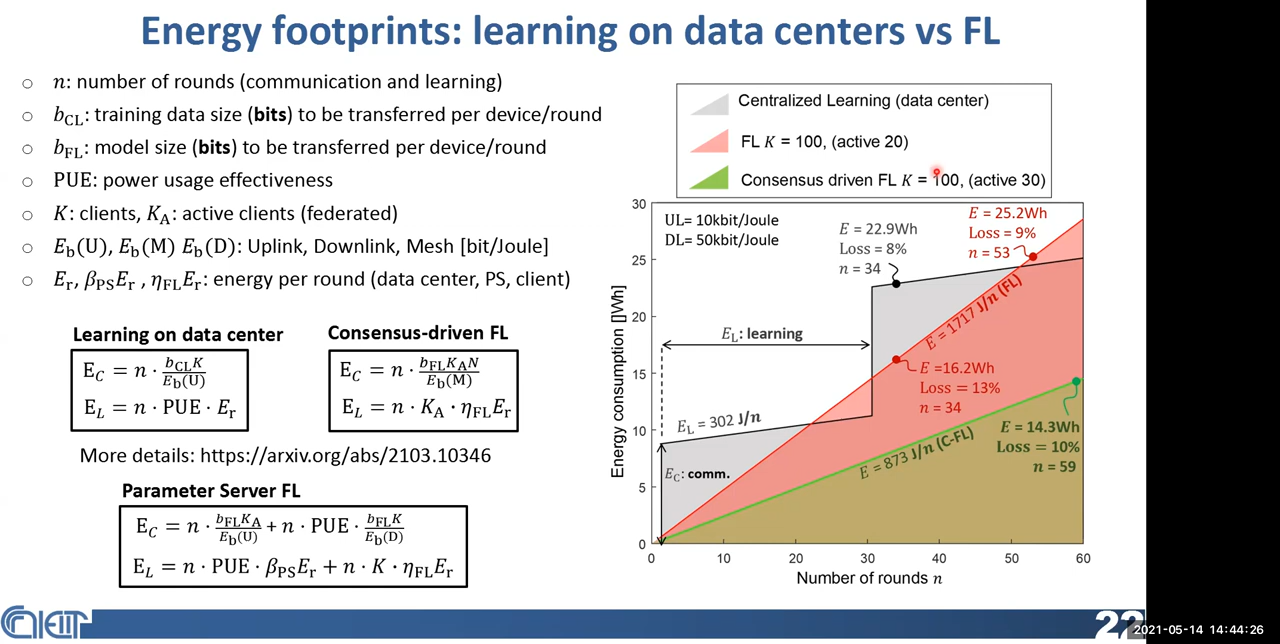 Energy footprints: learning on data centers vs FL
○ n: number of rounds (communication and learning)
○ b_CL: training data size (bits) to be transferred per device/round
○ b_FL: model size (bits) to be transferred per device/round
○ PUE: power usage effectiveness
○ K: clients, K_A: active clients (federated)
○ E_b(U), E_b(M) E_b(D): Uplink, Downlink, Mesh [bit/Joule]
○ E_r, β_PS E_r , η_FL E_r: energy per round (data center, PS, client)
Learning on data center
E_C = n · b_CL K / E_b(U)
E_L = n · PUE · E_r
Consensus-driven FL
E_C = n · b_FL K_A N / E_b(M)
E_L = n · K_A · η_FL E_r
More details: https://arxiv.org/abs/2103.10346
Parameter Server FL
E_C = n · b_FL K_A / E_b(U) + n · PUE · b_FL K / E_b(D)
E_L = n · PUE · β_PS E_r + n · K · η_FL E_r
Centralized Learning (data center)
FL K = 100, (active 20)
Consensus driven FL K = 100, (active 30)
UL= 10kbit/Joule
DL= 50kbit/Joule
E = 22.9Wh
Loss = 8%
n = 34
E = 25.2Wh
Loss = 9%
n = 53
E_L: learning
E = 1717 J/n (FL)
E =16.2Wh
Loss = 13%
n = 34
E_L = 302 J/n
E_C: comm.
E = 873 J/n (C-FL)
E = 14.3Wh
Loss = 10%
n = 59
Energy consumption [[Wh]
30
25
20
15
10
5
0
0 10 20 30 40 50 60
Number of rounds n
CNR IEIIT
22
2021-05-14 14:44:26